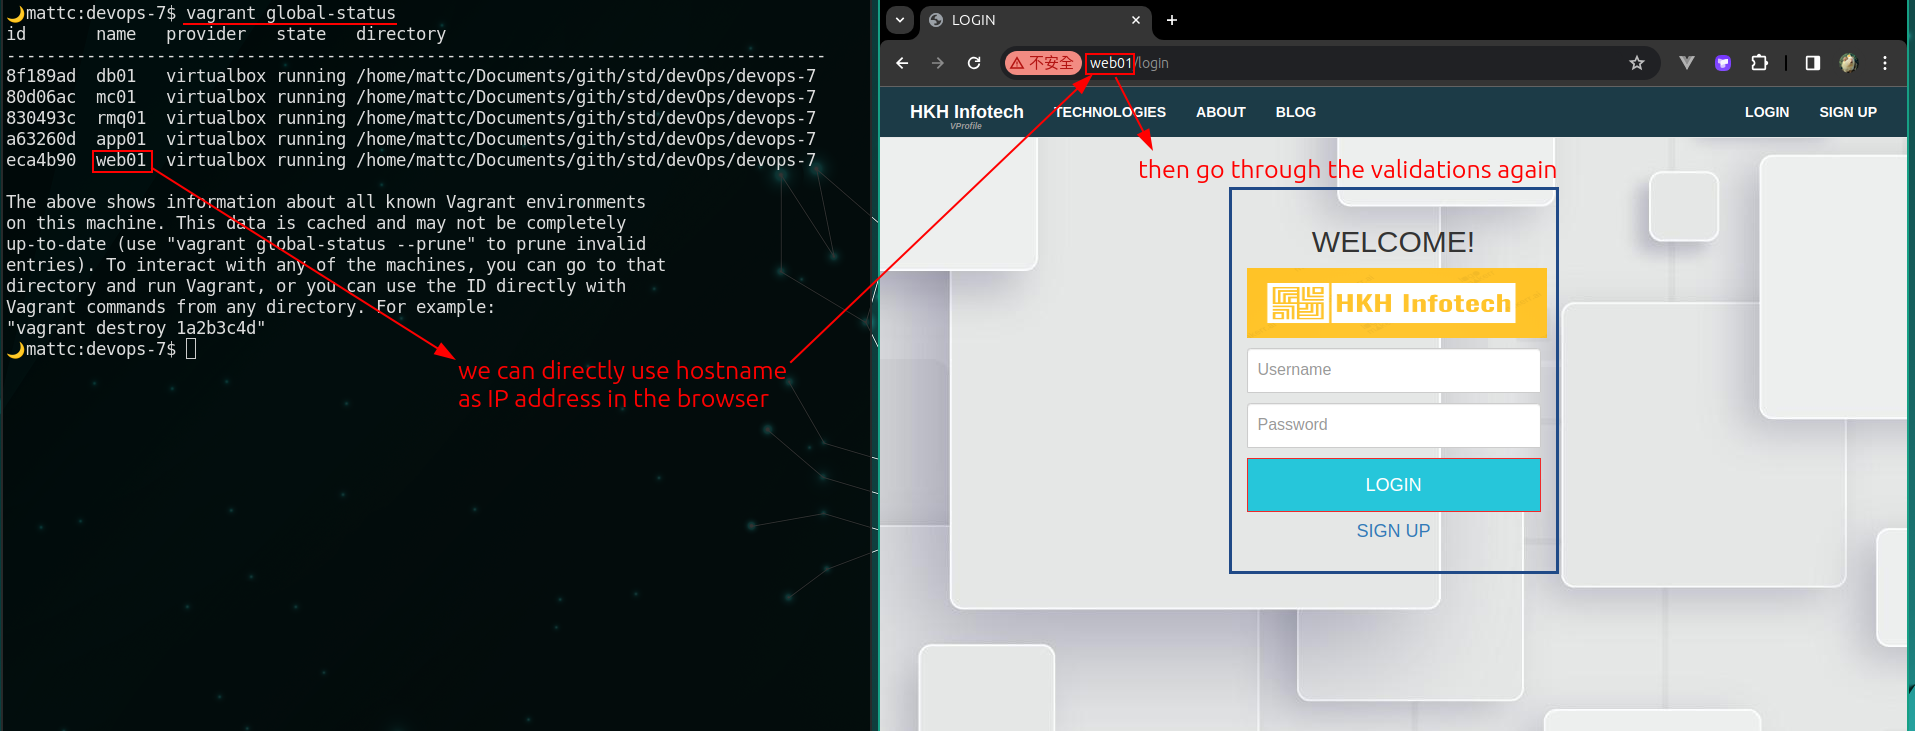 mattc:devops-7$ vagrant global-status
id       name   provider   state   directory
----------------------------------------------------------------------------------
8f189ad  db01   virtualbox running /home/mattc/Documents/gith/std/devOps/devops-7
80d06ac  mc01   virtualbox running /home/mattc/Documents/gith/std/devOps/devops-7
830493c  rmq01  virtualbox running /home/mattc/Documents/gith/std/devOps/devops-7
a63260d  app01  virtualbox running /home/mattc/Documents/gith/std/devOps/devops-7
eca4b90  web01  virtualbox running /home/mattc/Documents/gith/std/devOps/devops-7
The above shows information about all known Vagrant environments
on this machine. This data is cached and may not be completely
up-to-date (use "vagrant global-status --prune" to prune invalid
entries). To interact with any of the machines, you can go to that
directory and run Vagrant, or you can use the ID directly with
Vagrant commands from any directory. For example:
"vagrant destroy 1a2b3c4d"
mattc:devops-7$
we can directly use hostname
as IP address in the browser
LOGIN
不安全 web01/login
HKH Infotech TECHNOLOGIES ABOUT BLOG LOGIN SIGN UP
VProfile
then go through the validations again
WELCOME!
HKH Infotech
Username
Password
LOGIN
SIGN UP